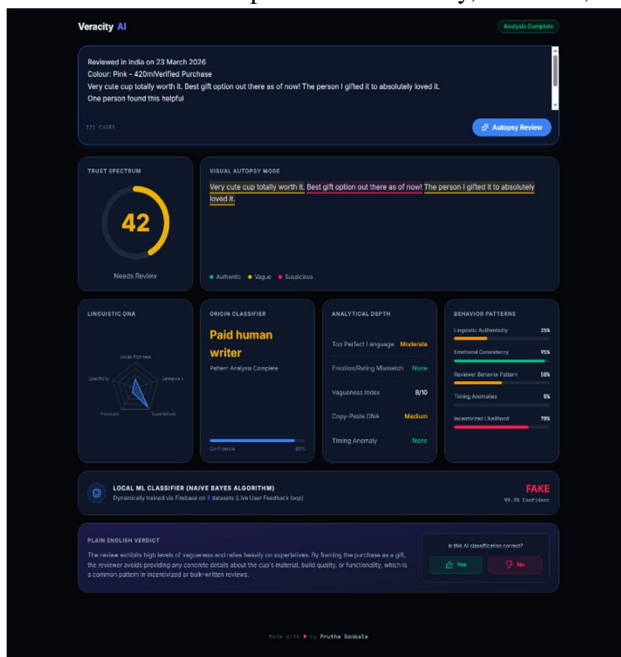 Veracity AI
Analysis Complete
Reviewed in India on 23 March 2026
Colour: Pink - 420mlVerified Purchase
Very cute cup totally worth it. Best gift option out there as of now! The person I gifted it to absolutely loved it.
One person found this helpful
CHARS
Autopsy Review
TRUST SPECTRUM
42
Needs Review
VISUAL AUTOPSY MODE
Very cute cup totally worth it. Best gift option out there as of now! The person I gifted it to absolutely
loved it.
Authentic
Vague
Suspicious
LINGUISTIC DNA
Specificity
Superlatives
ORIGIN CLASSIFIER
Paid human
writer
Pattern Analysis Complete
Confidence
ANALYTICAL DEPTH
Too Perfect Language Moderate
Emotion/Rating Mismatch None
Vagueness Index 8/10
Copy-Paste DNA Medium
Timing Anomaly None
BEHAVIOR PATTERNS
Linguistic Authenticity 35%
Emotional Consistency 95%
Reviewer Behavior Pattern 50%
Timing Anomalies 0%
Incentivized Likelihood
LOCAL ML CLASSIFIER (NAIVE BAYES ALGORITHM)
Dynamically trained via Firebase on datasets (Live User Feedback loop)
FAKE
Confident
PLAIN ENGLISH VERDICT
The review exhibits high levels of vagueness and relies heavily on superlatives. By framing the purchase as a gift,
the reviewer avoids providing any concrete details about the cup's material, build quality, or functionality, which is
a common pattern in incentivized or bulk-written reviews.
Is this AI classification correct?
Yes
No
Made with ♥ by Prutha